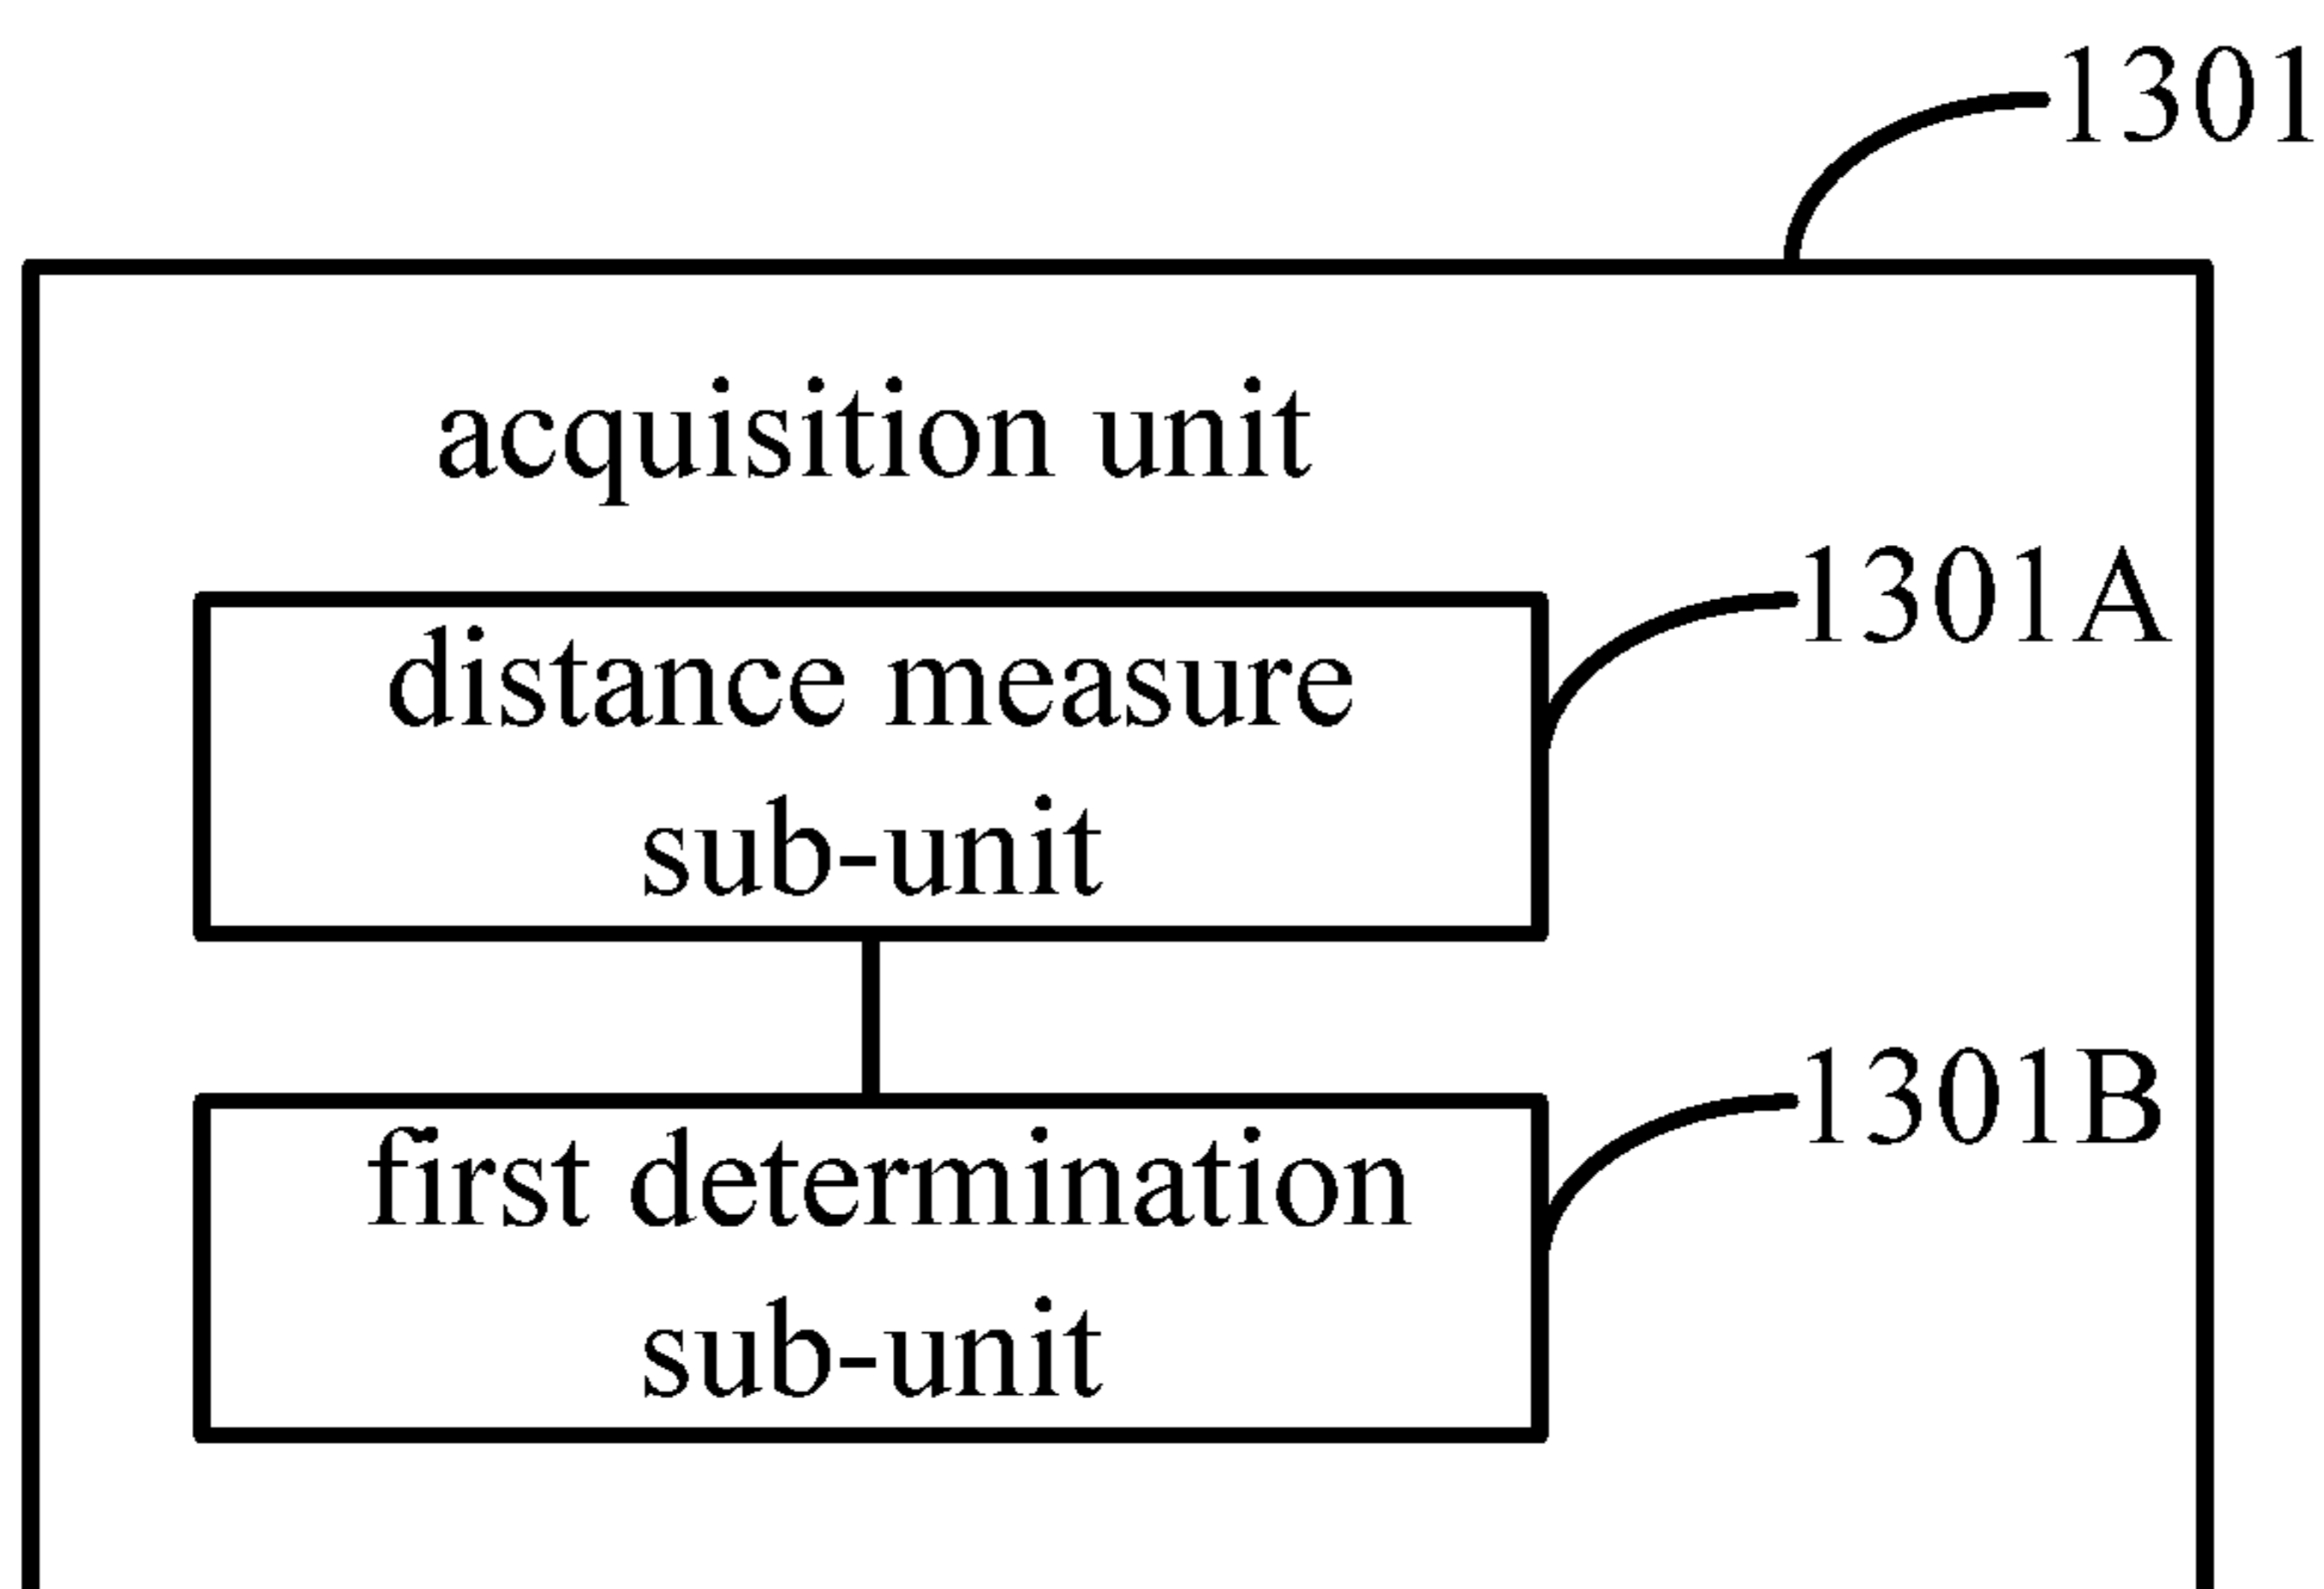 1301
acquisition unit
1301A
distance measure
sub-unit
1301B
first determination
sub-unit